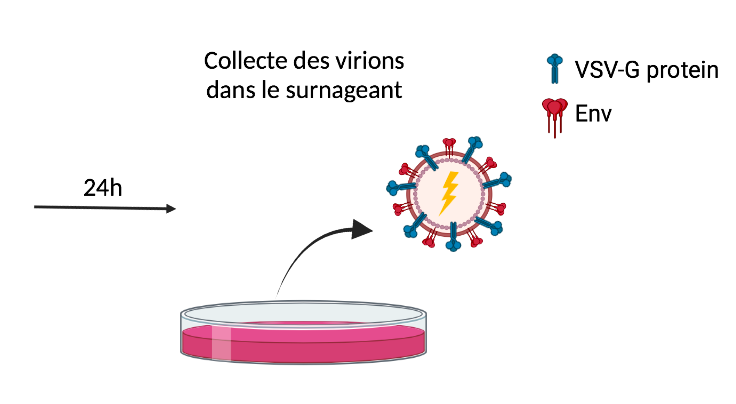 Collecte des virions
dans le surnageant
VSV-G protein
Env
24h